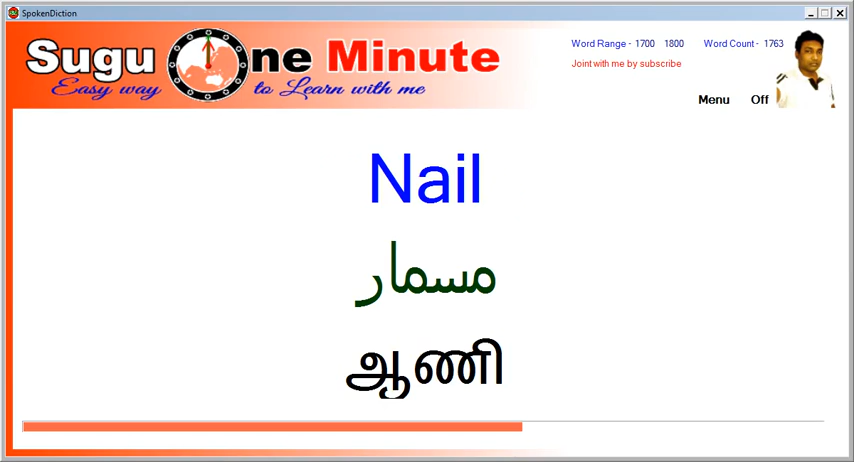 SpokenDiction
Sugu One Minute
Easy way to Learn with me
Word Range - 1700 1800 Word Count - 1763
Joint with me by subscribe
Menu Off
Nail
مسمار
ஆணி